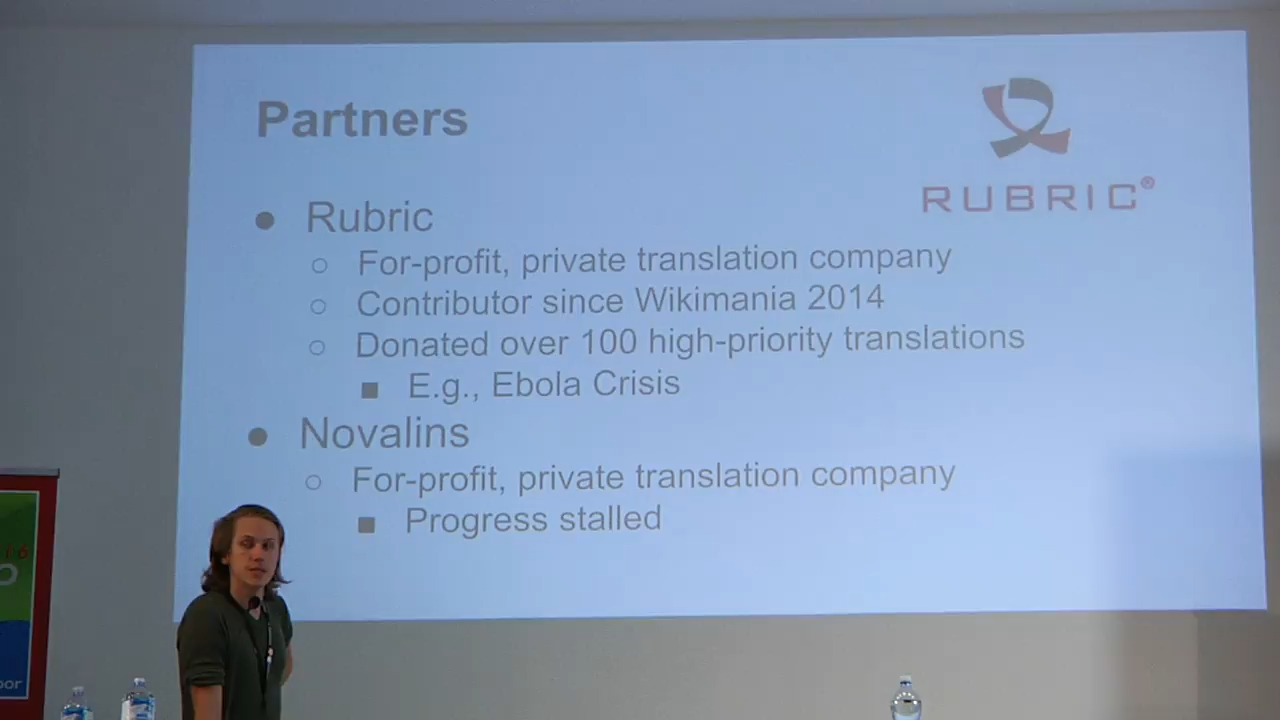 Partners
RUBRIC®
● Rubric
○ For-profit, private translation company
○ Contributor since Wikimania 2014
○ Donated over 100 high-priority translations
■ E.g., Ebola Crisis
● Novalins
○ For-profit, private translation company
■ Progress stalled